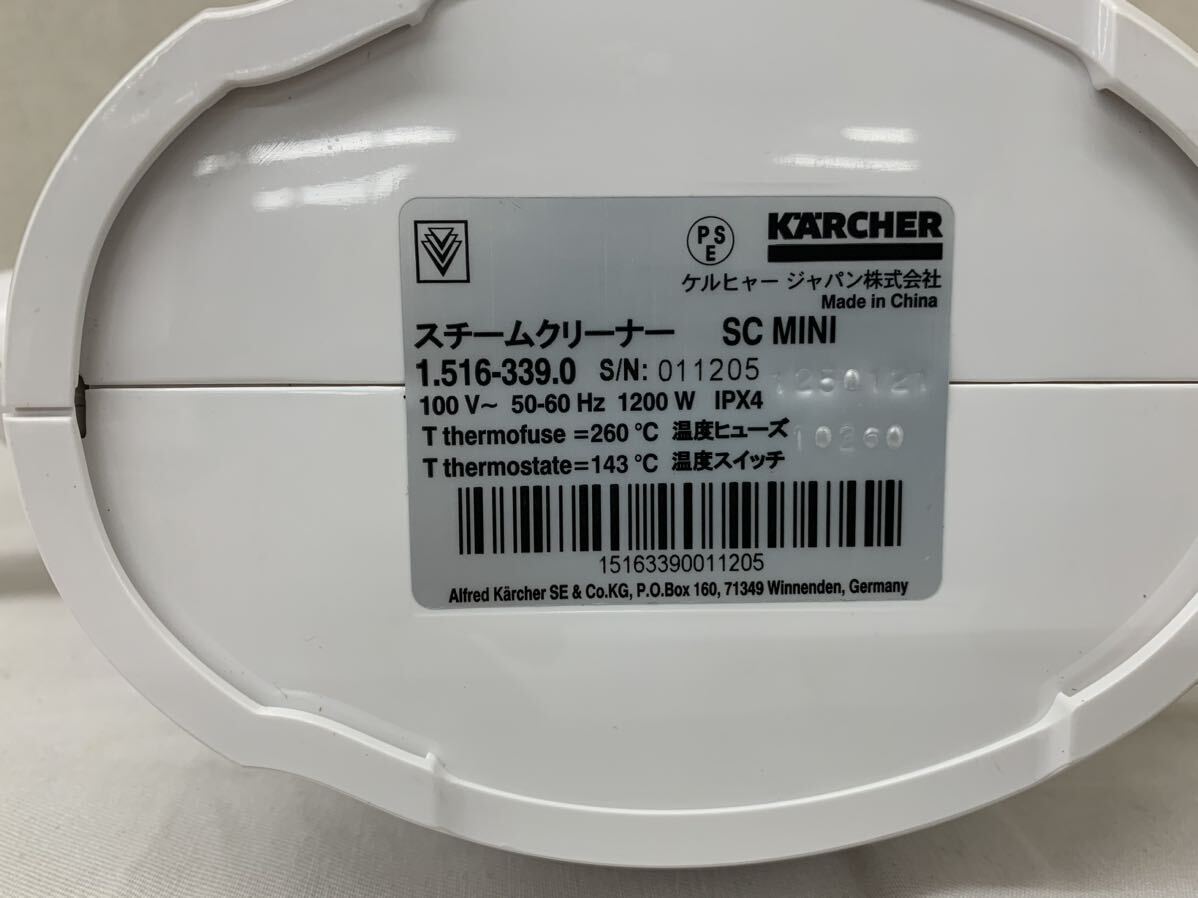 PSE
KÄRCHER
ケルヒャー ジャパン株式会社
Made in China
スチームクリーナー SC MINI
1.516-339.0 S/N: 011205
100 V~ 50-60 Hz 1200 W IPX4
T thermofuse =260 °C 温度ヒューズ
T thermostate=143 °C 温度スイッチ
15163390011205
Alfred Kärcher SE & Co.KG, P.O.Box 160, 71349 Winnenden, Germany